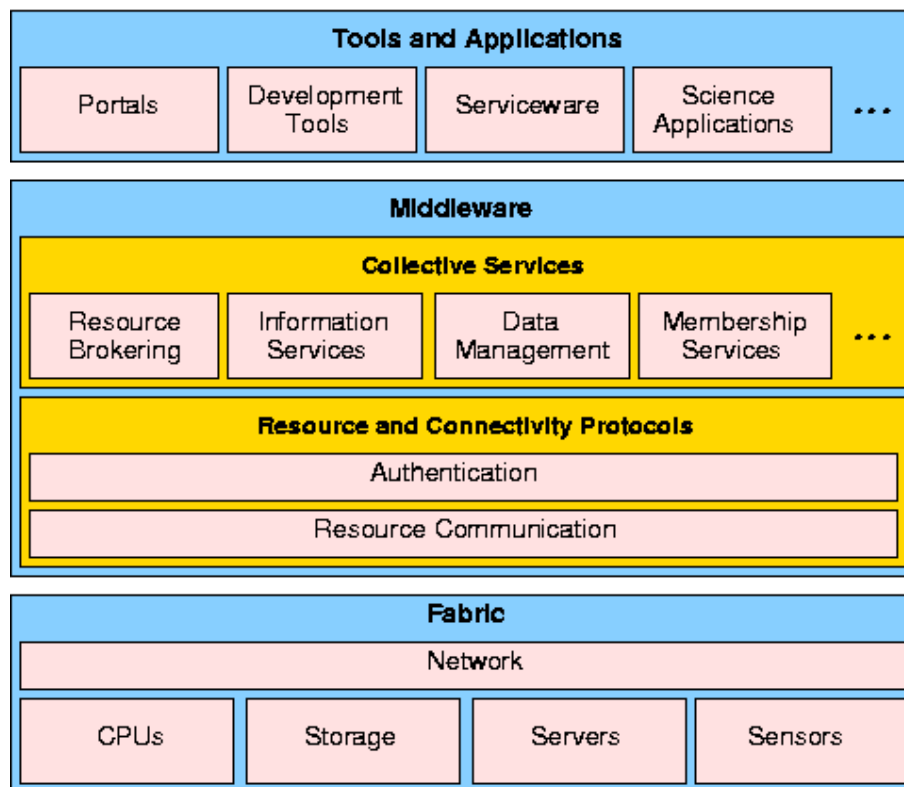 Tools and Applications
Portals
Development
Tools
Serviceware
Science
Applications
...
Middleware
Collective Services
Resource
Brokering
Information
Services
Data
Management
Membership
Services
...
Resource and Connectivity Protocols
Authentication
Resource Communication
Fabric
Network
CPUs
Storage
Servers
Sensors